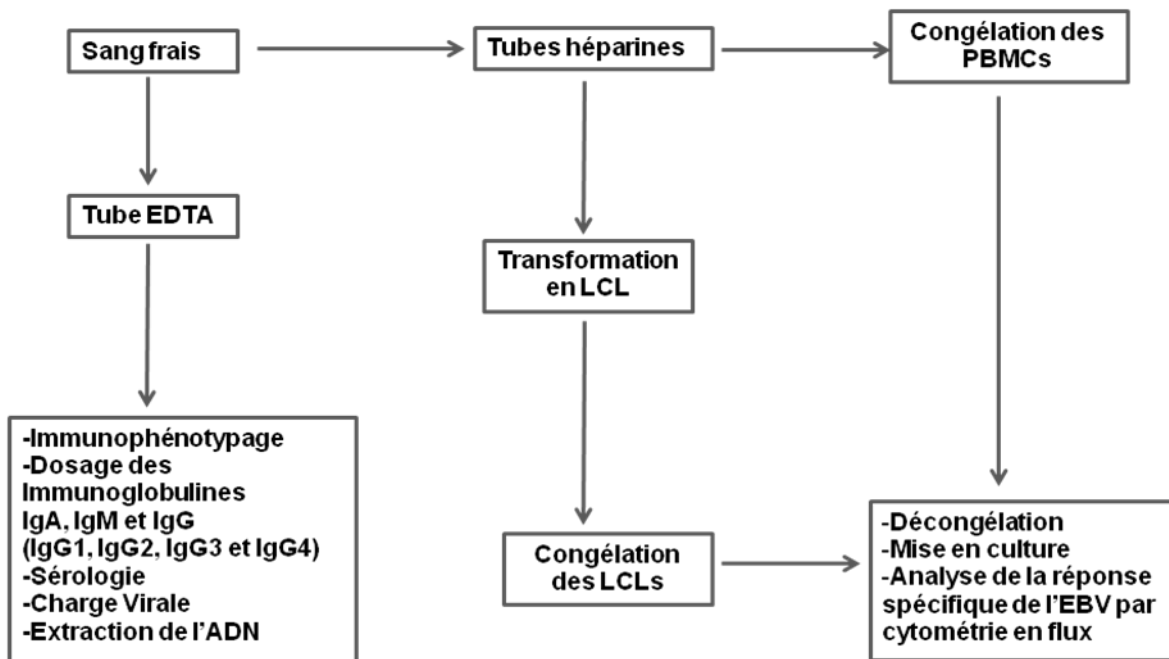 Sang frais
Tubes héparines
Congélation des
PBMCs
Tube EDTA
Transformation
en LCL
-Immunophénotypage
-Dosage des
Immunoglobulines
IgA, IgM et IgG
(IgG1, IgG2, IgG3 et IgG4)
-Sérologie
-Charge Virale
-Extraction de l'ADN
Congélation
des LCLs
-Décongélation
-Mise en culture
-Analyse de la réponse
spécifique de l'EBV par
cytométrie en flux